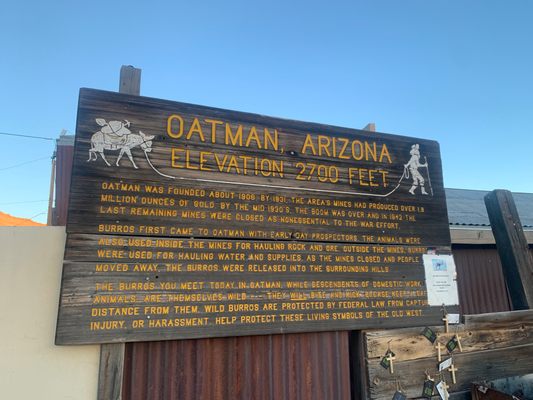 OATMAN, ARIZONA
ELEVATION 2700 FEET
OATMAN WAS FOUNDED ABOUT 1906. BY 1931, THE AREA'S MINES HAD PRODUCED OVER 1.8
MILLION OUNCES OF GOLD. BY THE MID 1930'S, THE BOOM WAS OVER AND IN 1942 THE
LAST REMAINING MINES WERE CLOSED AS NONESSENTIAL TO THE WAR EFFORT.
BURROS FIRST CAME TO OATMAN WITH EARLY DAY PROSPECTORS. THE ANIMALS WERE
ALSO USED INSIDE THE MINES FOR HAULING ROCK AND ORE. OUTSIDE THE MINES, BURROS
WERE USED FOR HAULING WATER AND SUPPLIES. AS THE MINES CLOSED AND PEOPLE
MOVED AWAY, THE BURROS WERE RELEASED INTO THE SURROUNDING HILLS.
THE BURROS YOU MEET TODAY IN OATMAN, WHILE DESCENDENTS OF DOMESTIC WORK
ANIMALS, ARE THEMSELVES WILD --- THEY WILL BITE AND KICK.
DISTANCE FROM THEM. WILD BURROS ARE PROTECTED BY FEDERAL LAW FROM
INJURY, OR HARASSMENT. HELP PROTECT THESE LIVING SYMBOLS OF THE OLD WEST.